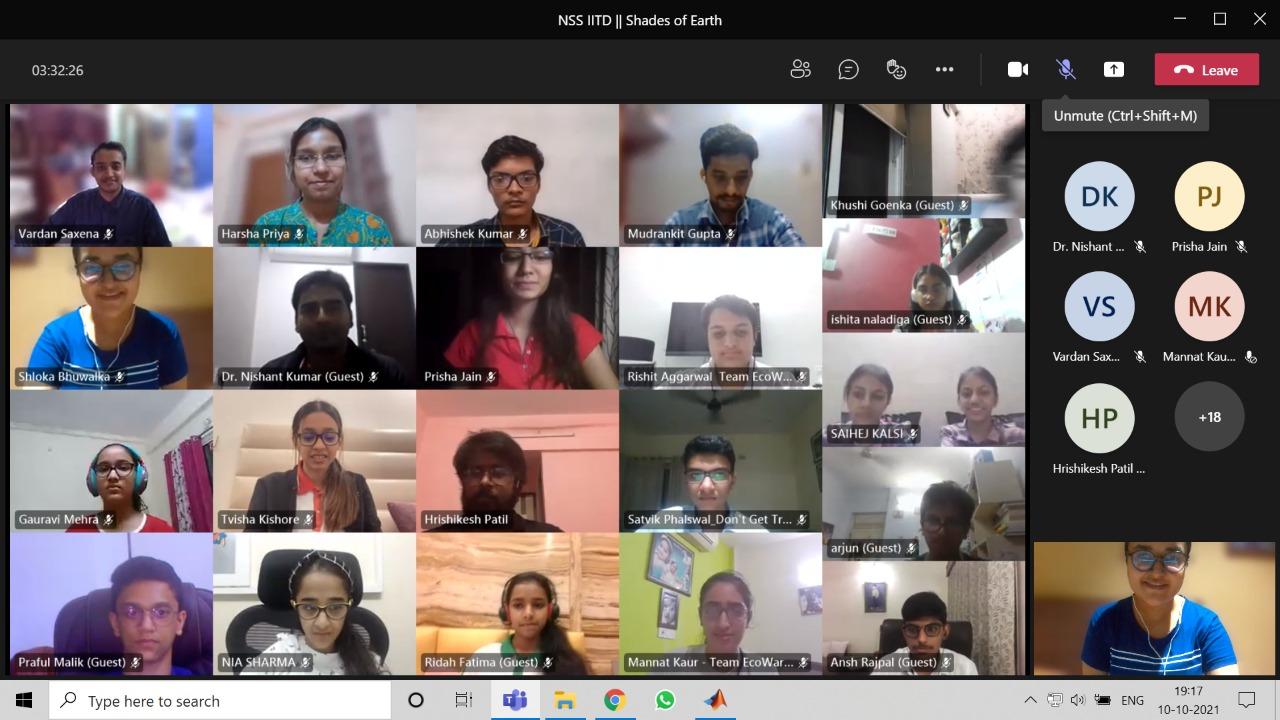 NSS IITD || Shades of Earth
03:32:26
Leave
Unmute (Ctrl+Shift+M)
Vardan Saxena
Harsha Priya
Abhishek Kumar
Mudrankit Gupta
Khushi Goenka (Guest)
ishita naladiga (Guest)
Shloka Bhuwalka
Dr. Nishant Kumar (Guest)
Prisha Jain
Rishit Aggarwal_Team EcoW...
SAIHEJ KALSI
Gauravi Mehra
Tvisha Kishore
Hrishikesh Patil
Satvik Phalswal_Don't Get Tr...
arjun (Guest)
Praful Malik (Guest)
NIA SHARMA
Ridah Fatima (Guest)
Mannat Kaur - Team EcoWar...
Ansh Rajpal (Guest)
DK
Dr. Nishant ...
PJ
Prisha Jain
VS
Vardan Sax...
MK
Mannat Kau...
HP
Hrishikesh Patil ...
+18
Type here to search
ENG
19:17
10-10-2021